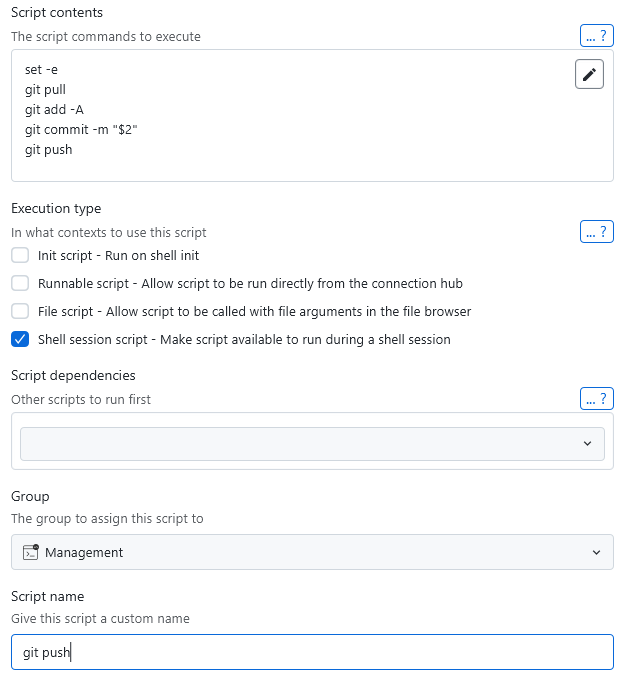 Script contents
The script commands to execute
... ?
set -e
git pull
git add -A
git commit -m "$2"
git push
Execution type
In what contexts to use this script
... ?
Init script - Run on shell init
Runnable script - Allow script to be run directly from the connection hub
File script - Allow script to be called with file arguments in the file browser
Shell session script - Make script available to run during a shell session
Script dependencies
Other scripts to run first
... ?
Group
The group to assign this script to
Management
Script name
Give this script a custom name
git push